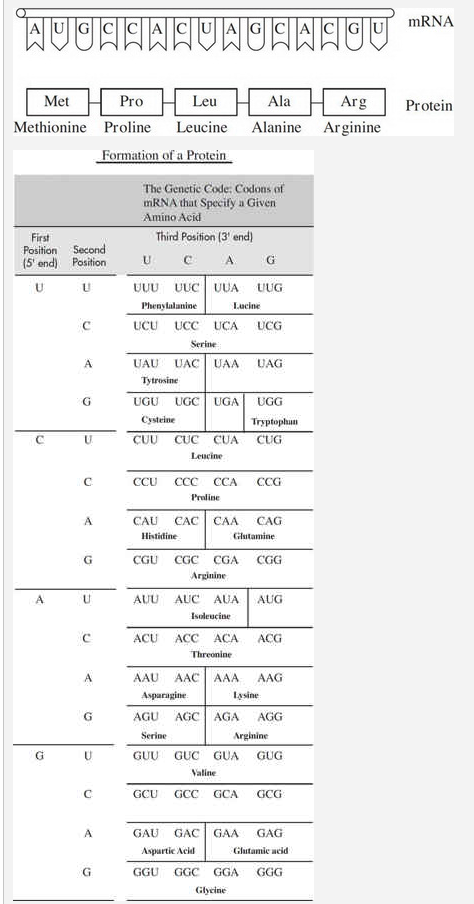 A U G C C A C U A G C A C G U mRNA
Met Pro Leu Ala Arg Protein
Methionine Proline Leucine Alanine Arginine
Formation of a Protein
The Genetic Code: Codons of
mRNA that Specify a Given
Amino Acid
First
Position
(5' end)
Second
Position
Third Position (3' end)
U C A G
U U UUU UUC UUA UUG
Phenylalanine Lucine
C UCU UCC UCA UCG
Serine
A UAU UAC UAA UAG
Tytrosine
G UGU UGC UGA UGG
Cysteine Tryptophan
C U CUU CUC CUA CUG
Leucine
C CCU CCC CCA CCG
Proline
A CAU CAC CAA CAG
Histidine Glutamine
G CGU CGC CGA CGG
Arginine
A U AUU AUC AUA AUG
Isoleucine
C ACU ACC ACA ACG
Threonine
A AAU AAC AAA AAG
Asparagine Lysine
G AGU AGC AGA AGG
Serine Arginine
G U GUU GUC GUA GUG
Valine
C GCU GCC GCA GCG
A GAU GAC GAA GAG
Aspartic Acid Glutamic acid
G GGU GGC GGA GGG
Glycine